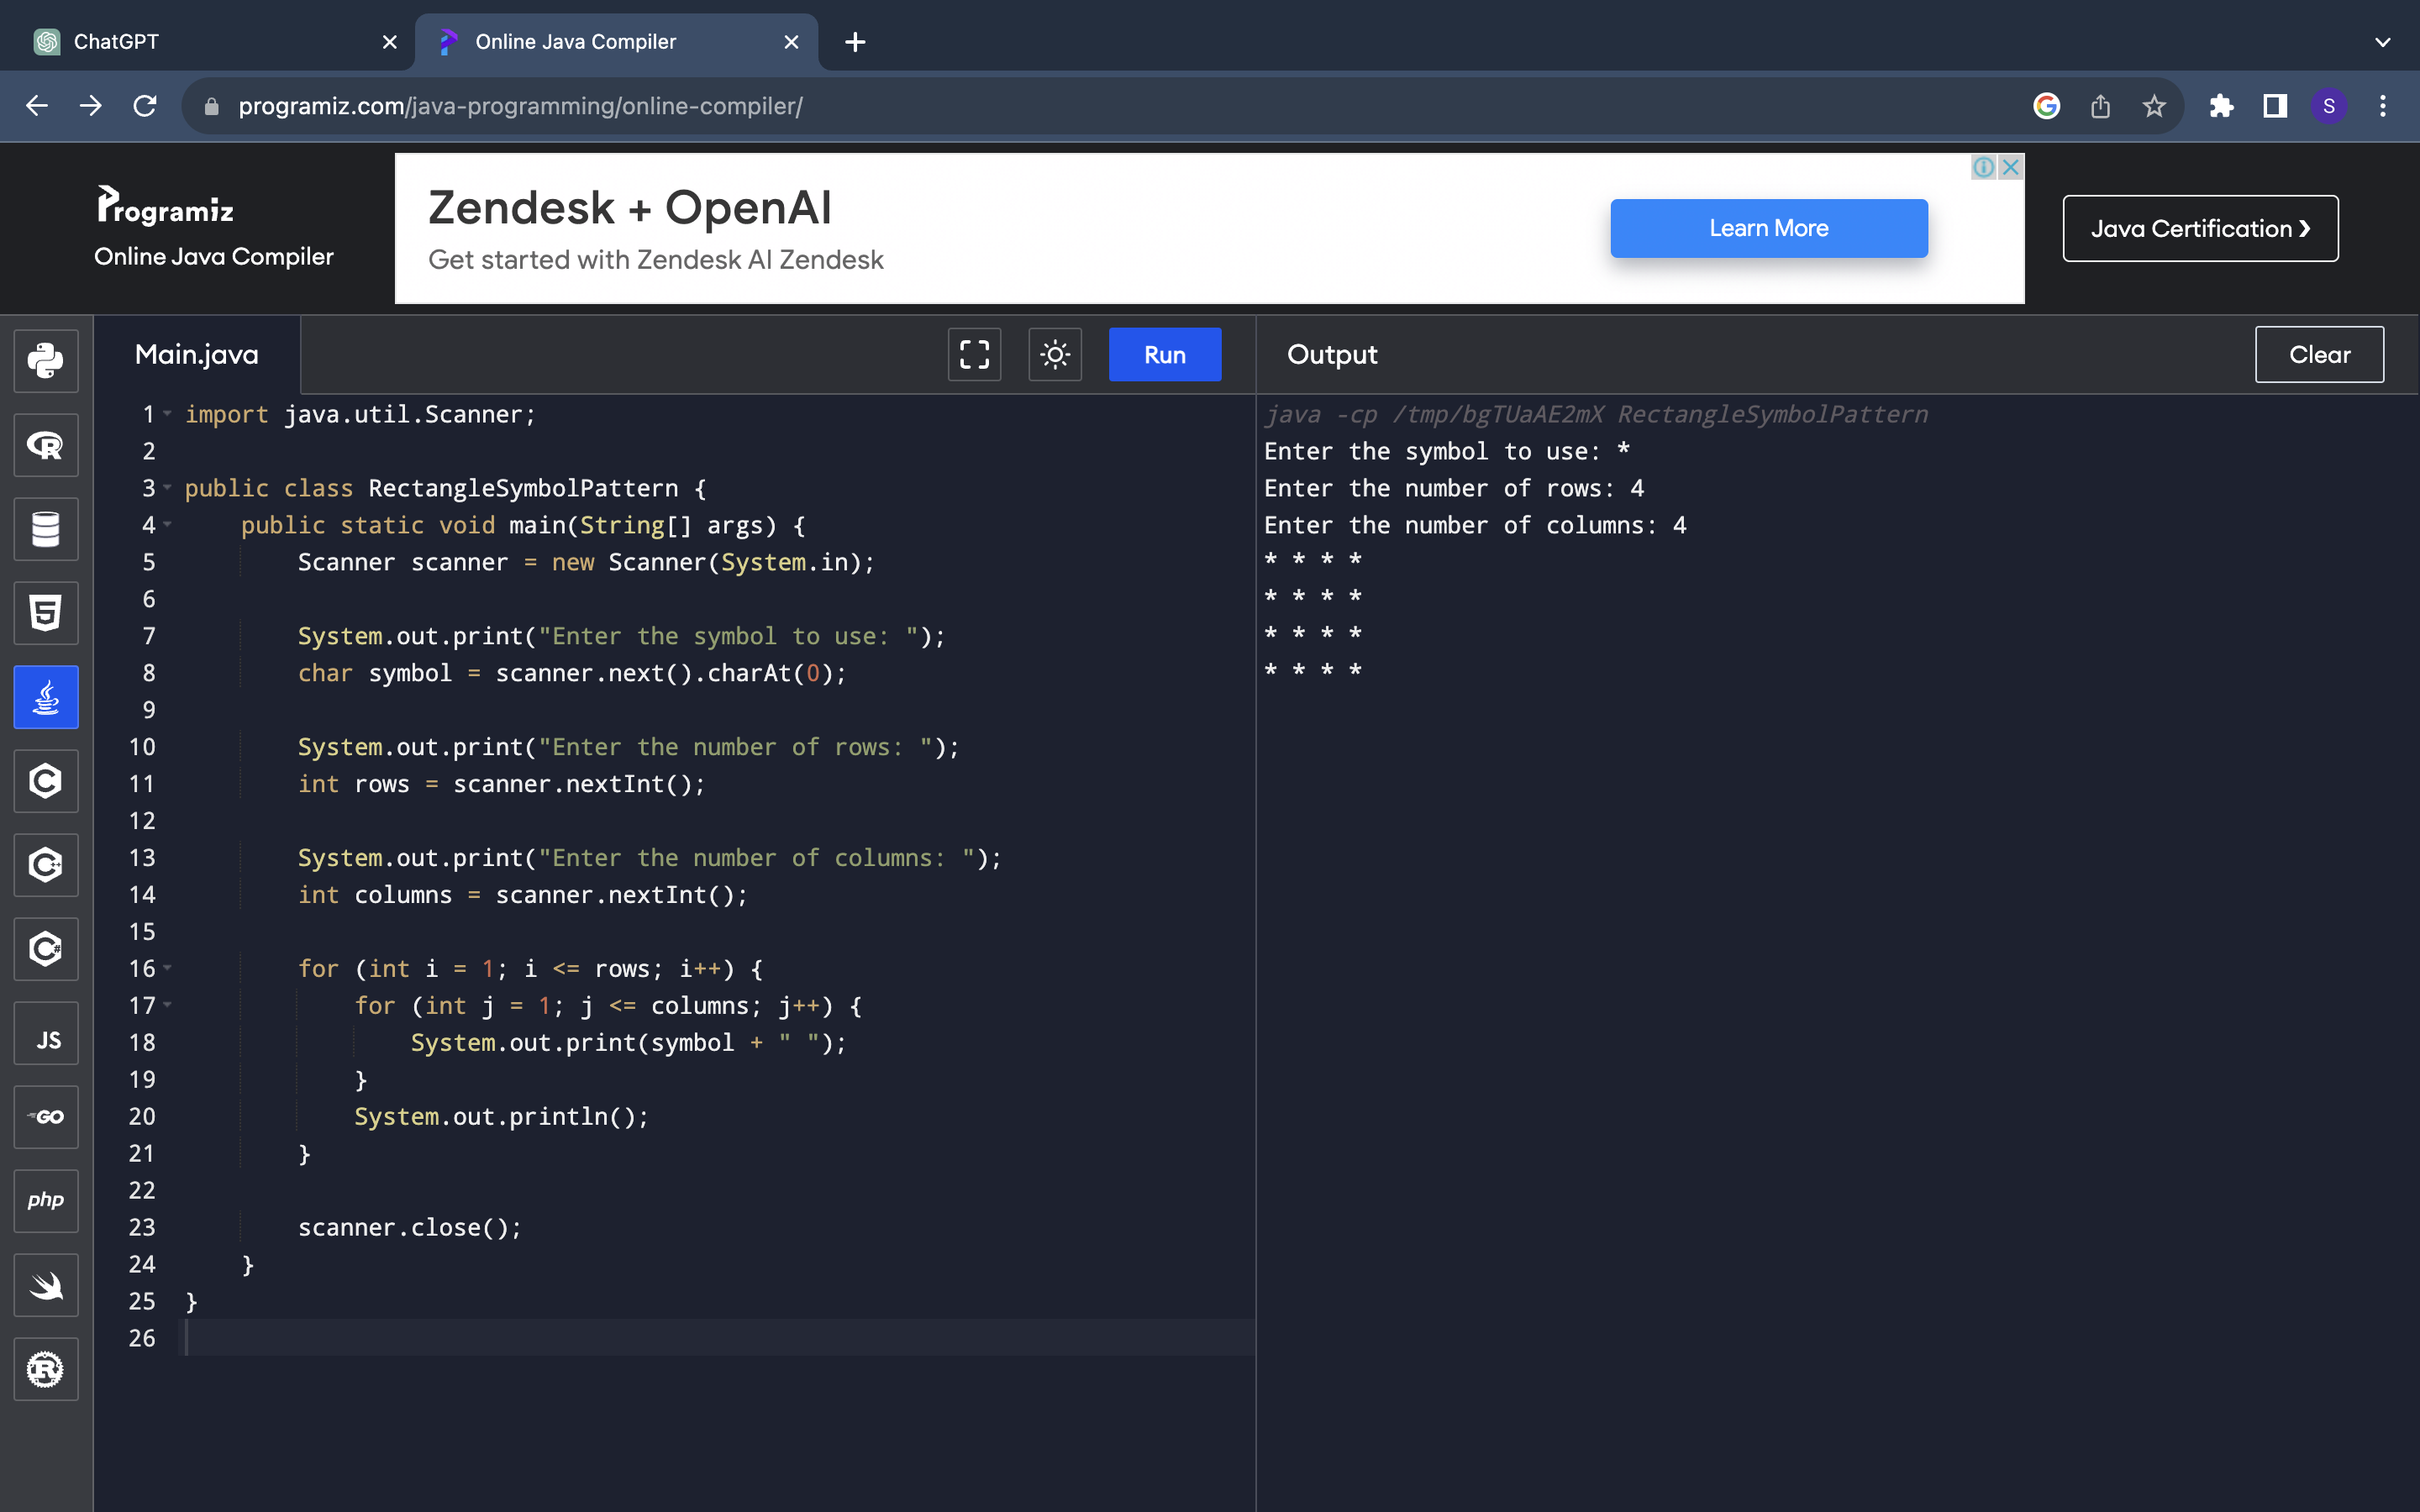 ChatGPT
Online Java Compiler
programiz.com/java-programming/online-compiler/
S
Programiz
Online Java Compiler
Zendesk + OpenAI
Get started with Zendesk AI Zendesk
Learn More
Java Certification ❯
Main.java
Run
Output
Clear
1 import java.util.Scanner;
2
3 public class RectangleSymbolPattern {
4     public static void main(String[] args) {
5         Scanner scanner = new Scanner(System.in);
6
7         System.out.print("Enter the symbol to use: ");
8         char symbol = scanner.next().charAt(0);
9
10         System.out.print("Enter the number of rows: ");
11         int rows = scanner.nextInt();
12
13         System.out.print("Enter the number of columns: ");
14         int columns = scanner.nextInt();
15
16         for (int i = 1; i <= rows; i++) {
17             for (int j = 1; j <= columns; j++) {
18                 System.out.print(symbol + " ");
19             }
20             System.out.println();
21         }
22
23         scanner.close();
24     }
25 }
26
java -cp /tmp/bgTUaAE2mX RectangleSymbolPattern
Enter the symbol to use: *
Enter the number of rows: 4
Enter the number of columns: 4
* * * *
* * * *
* * * *
* * * *
R
5
C
C++
C#
JS
GO
php
R